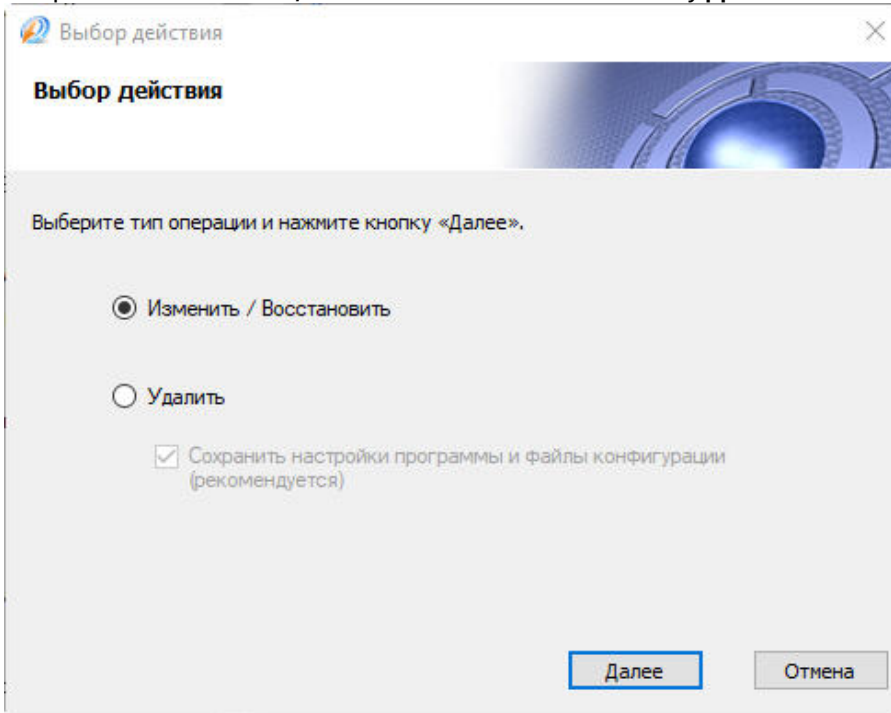 Выбор действия
Выбор действия
Выберите тип операции и нажмите кнопку «Далее».
Изменить / Восстановить
Удалить
Сохранить настройки программы и файлы конфигурации
(рекомендуется)
Далее
Отмена